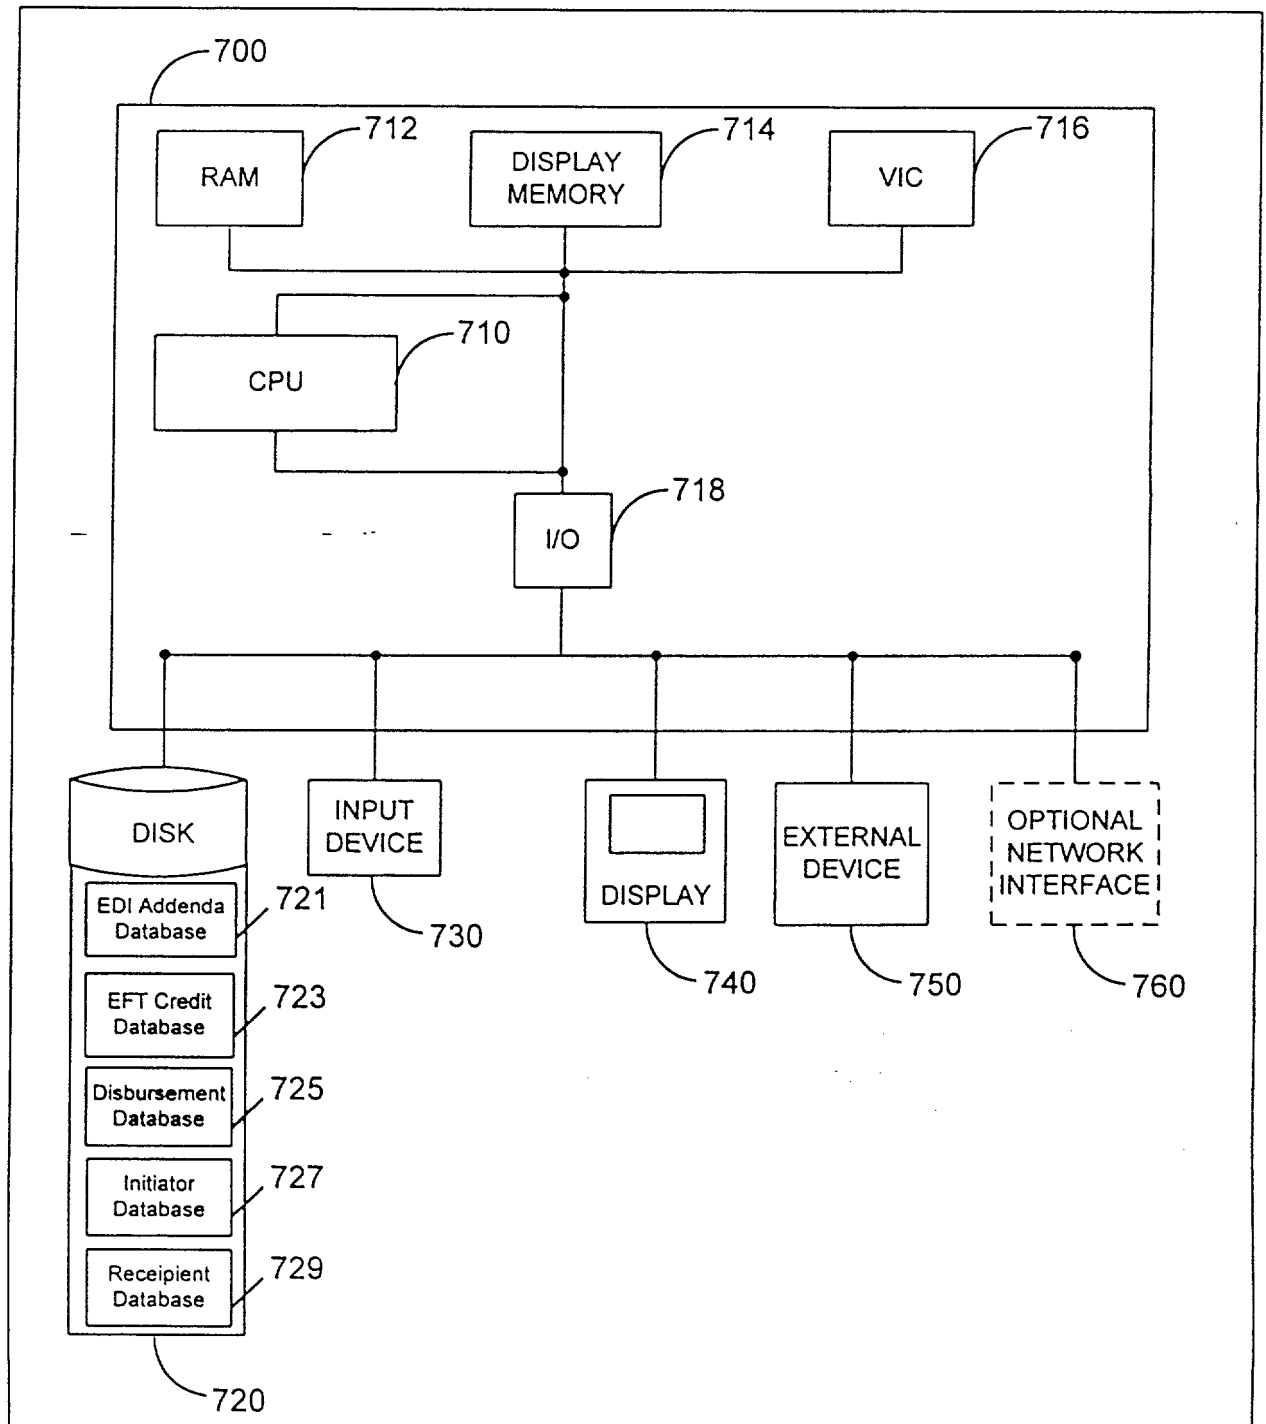 700
712
714
716
RAM
DISPLAY
MEMORY
VIC
710
CPU
718
I/O
DISK
INPUT
DEVICE
DISPLAY
EXTERNAL
DEVICE
OPTIONAL
NETWORK
INTERFACE
730
740
750
760
EDI Addenda
Database
721
EFT Credit
Database
723
Disbursement
Database
725
Initiator
Database
727
Receipient
Database
729
720